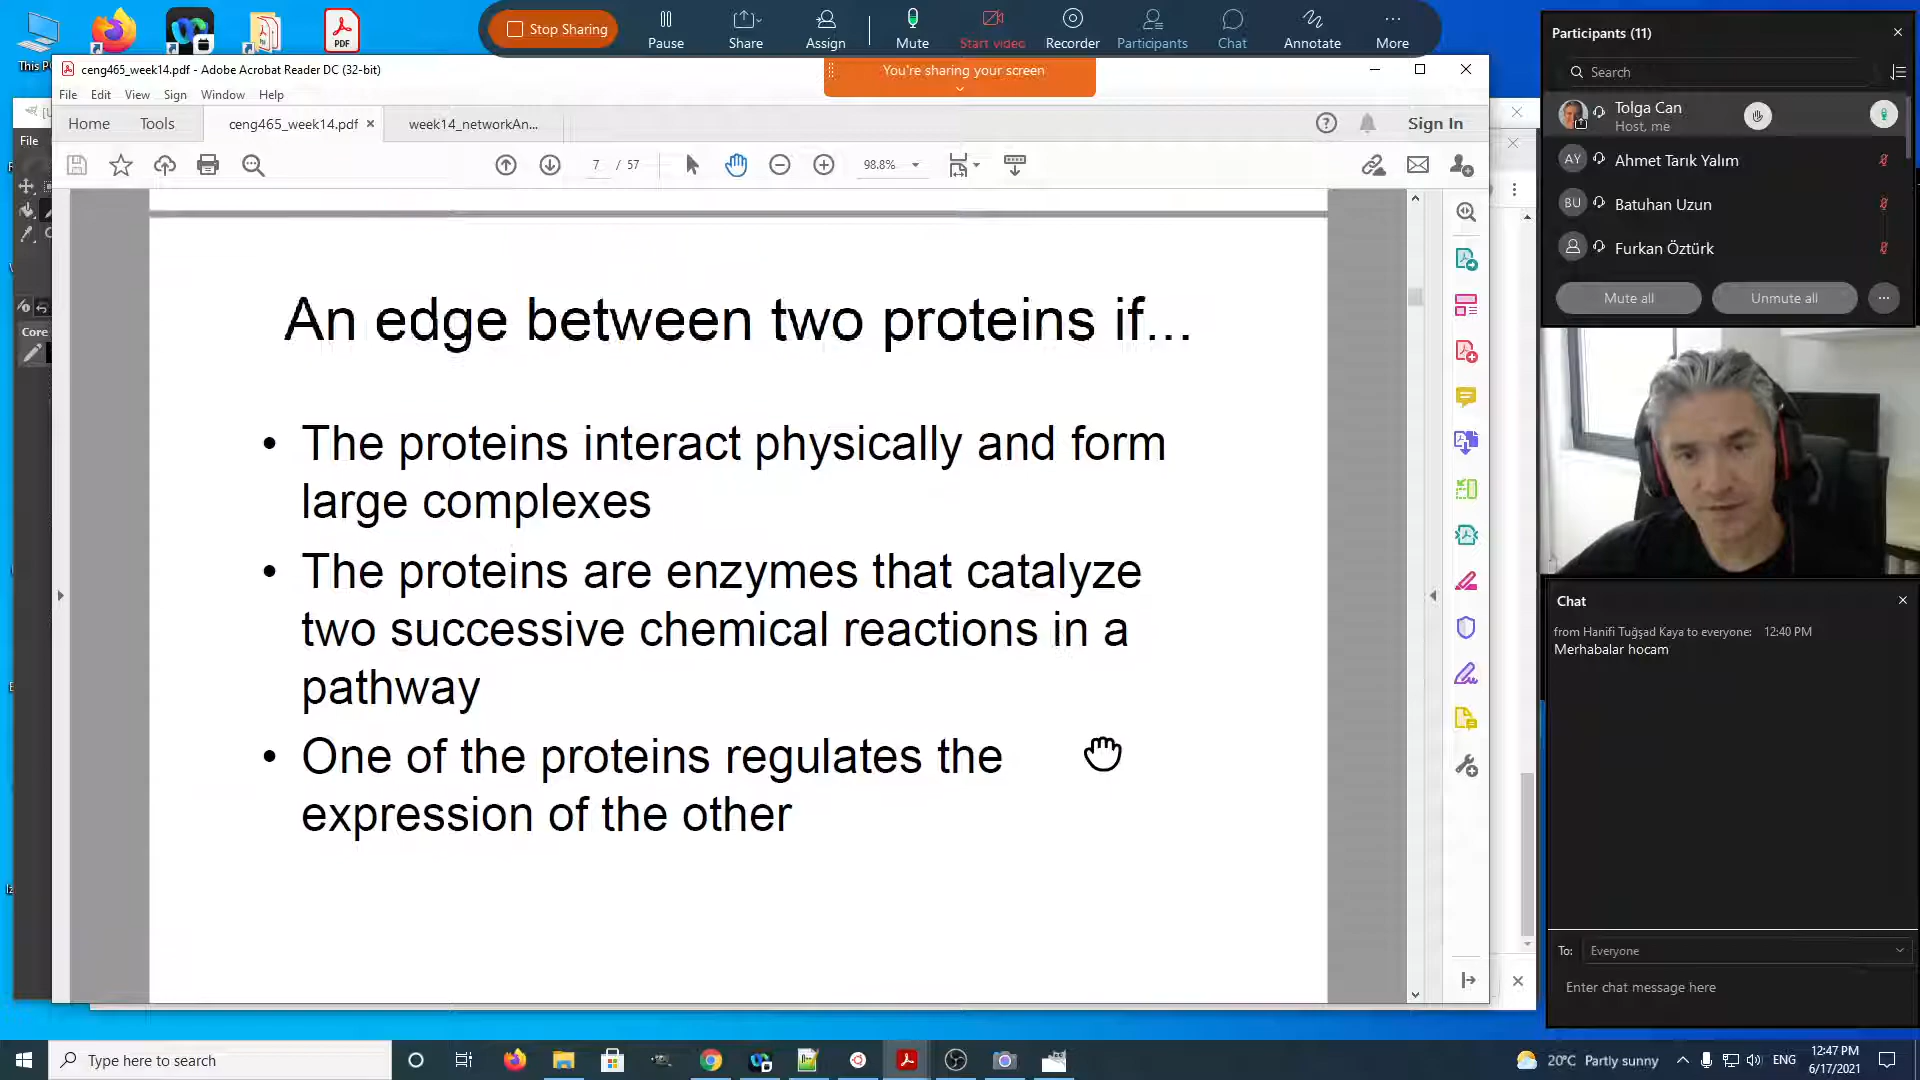 This P
PDF
Stop Sharing
Pause
Share
Assign
Mute
Start video
Recorder
Participants
Chat
Annotate
More
You're sharing your screen
ceng465_week14.pdf - Adobe Acrobat Reader DC (32-bit)
File Edit View Sign Window Help
Home Tools ceng465_week14.pdf × week14_networkAn...
Sign In
7 / 57
98.8%
File
Core
An edge between two proteins if...
• The proteins interact physically and form
large complexes
• The proteins are enzymes that catalyze
two successive chemical reactions in a
pathway
• One of the proteins regulates the
expression of the other
Participants (11)
Search
Tolga Can
Host, me
AY Ahmet Tarık Yalım
BU Batuhan Uzun
Furkan Öztürk
Mute all
Unmute all
Chat
from Hanifi Tuğşad Kaya to everyone: 12:40 PM
Merhabalar hocam
To: Everyone
Enter chat message here
Type here to search
20°C Partly sunny
ENG
12:47 PM
6/17/2021